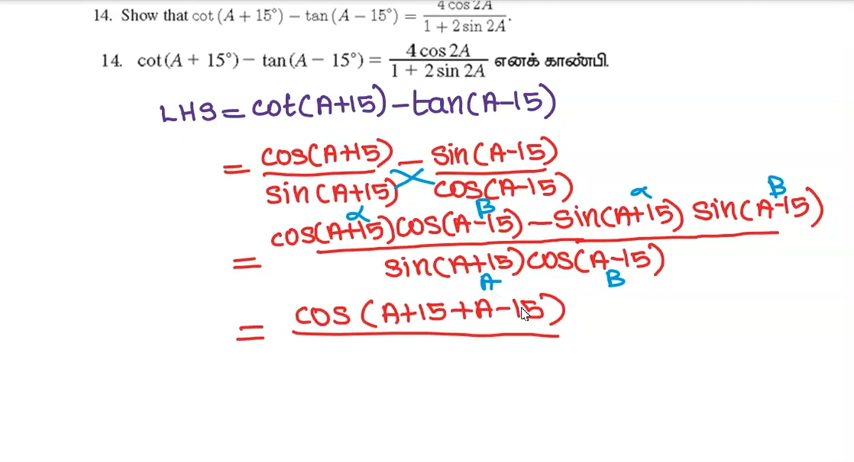 14. Show that cot (A + 15°) − tan (A − 15°) = 4 cos 2A / 1 + 2 sin 2A.
14. cot(A + 15°) − tan(A − 15°) = 4 cos 2A / 1 + 2 sin 2A எனக் காண்பி.
LHS = cot(A+15) − tan(A−15)
= cos(A+15) / sin(A+15) − sin(A−15) / cos(A−15)
α β α B
= cos(A+15)cos(A−15) − sin(A+15) sin(A−15) / sin(A+15)cos(A−15)
A B
= cos (A+15+A−15)